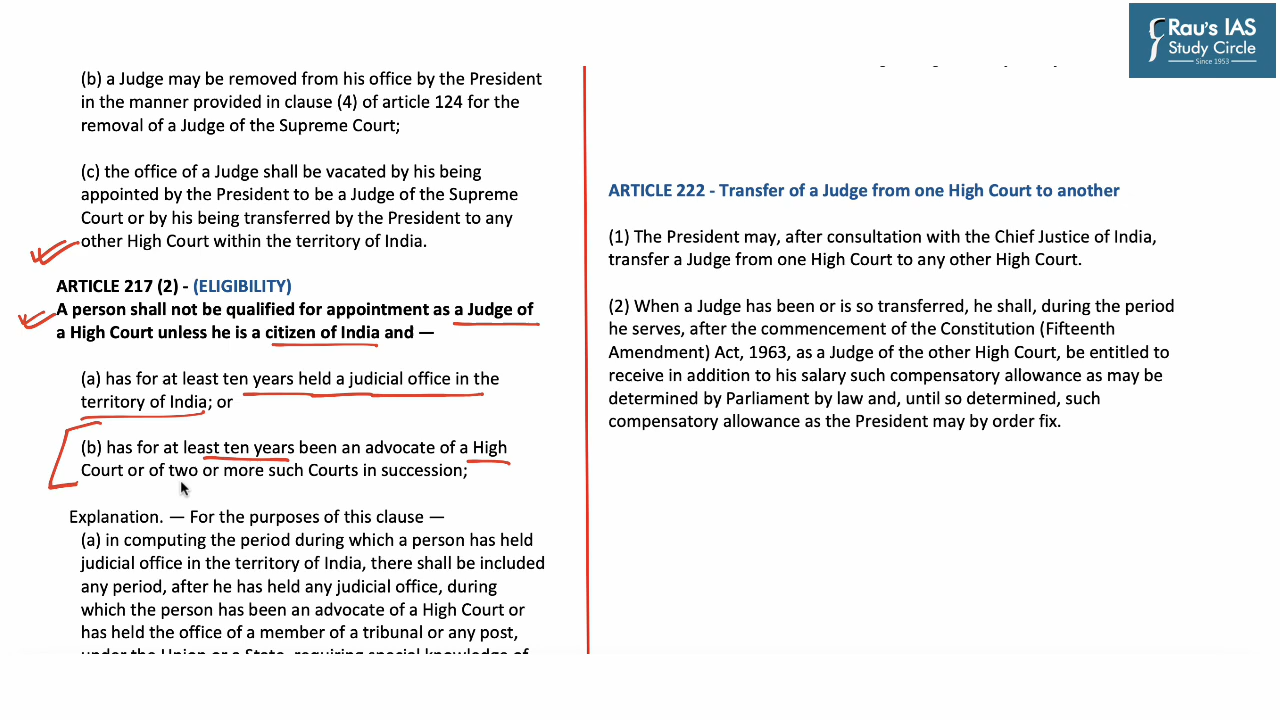 Rau's IAS
Study Circle
Since 1953
(b) a Judge may be removed from his office by the President
in the manner provided in clause (4) of article 124 for the
removal of a Judge of the Supreme Court;
(c) the office of a Judge shall be vacated by his being
appointed by the President to be a Judge of the Supreme
Court or by his being transferred by the President to any
other High Court within the territory of India.
ARTICLE 217 (2) - (ELIGIBILITY)
A person shall not be qualified for appointment as a Judge of
a High Court unless he is a citizen of India and —
(a) has for at least ten years held a judicial office in the
territory of India; or
(b) has for at least ten years been an advocate of a High
Court or of two or more such Courts in succession;
Explanation. — For the purposes of this clause —
(a) in computing the period during which a person has held
judicial office in the territory of India, there shall be included
any period, after he has held any judicial office, during
which the person has been an advocate of a High Court or
has held the office of a member of a tribunal or any post,
under the Union or a State, requiring special knowledge of
ARTICLE 222 - Transfer of a Judge from one High Court to another
(1) The President may, after consultation with the Chief Justice of India,
transfer a Judge from one High Court to any other High Court.
(2) When a Judge has been or is so transferred, he shall, during the period
he serves, after the commencement of the Constitution (Fifteenth
Amendment) Act, 1963, as a Judge of the other High Court, be entitled to
receive in addition to his salary such compensatory allowance as may be
determined by Parliament by law and, until so determined, such
compensatory allowance as the President may by order fix.